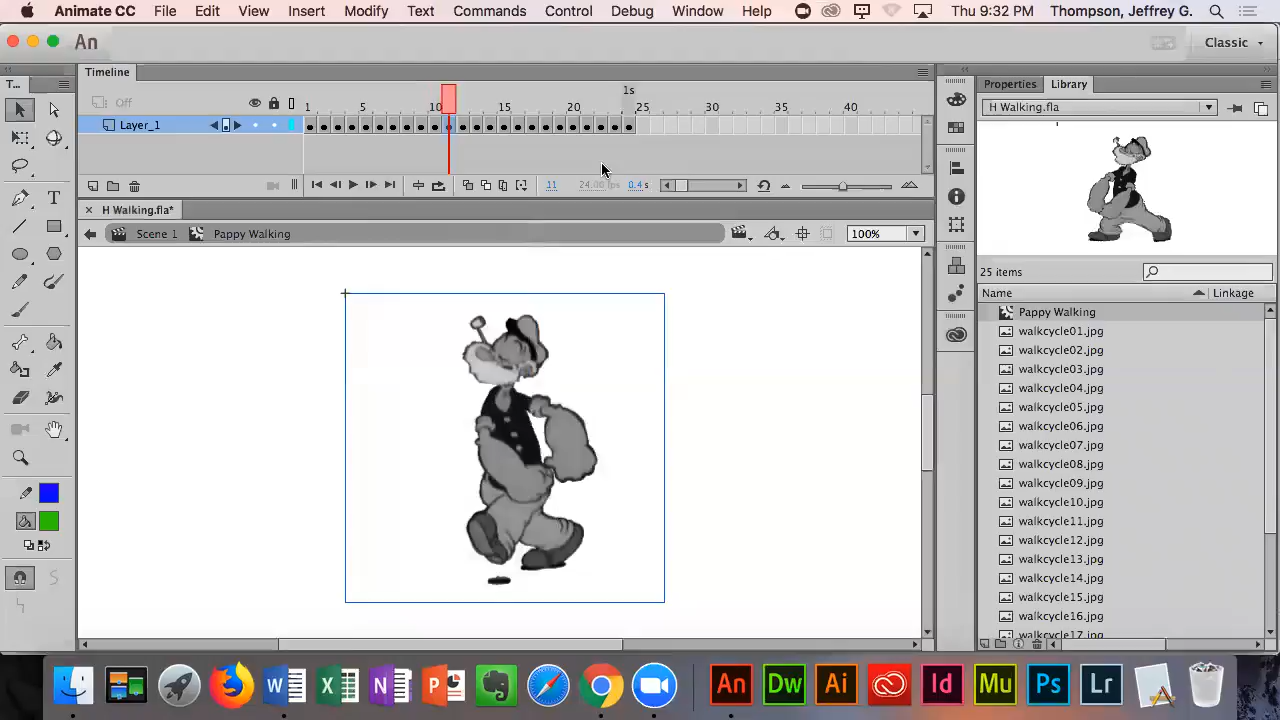 Animate CC File Edit View Insert Modify Text Commands Control Debug Window Help Thu 9:32 PM Thompson, Jeffrey G.
An Classic
T... Timeline Properties Library
Off 1 5 10 15 20 25 30 35 40 1s
H Walking.fla
Layer_1
11 24.00 fps 0.4s
H Walking.fla*
Scene 1 Pappy Walking 100%
25 items
Name Linkage
Pappy Walking
walkcycle01.jpg
walkcycle02.jpg
walkcycle03.jpg
walkcycle04.jpg
walkcycle05.jpg
walkcycle06.jpg
walkcycle07.jpg
walkcycle08.jpg
walkcycle09.jpg
walkcycle10.jpg
walkcycle11.jpg
walkcycle12.jpg
walkcycle13.jpg
walkcycle14.jpg
walkcycle15.jpg
walkcycle16.jpg
walkcycle17.jpg
W X N P An Dw Ai Id Mu Ps Lr